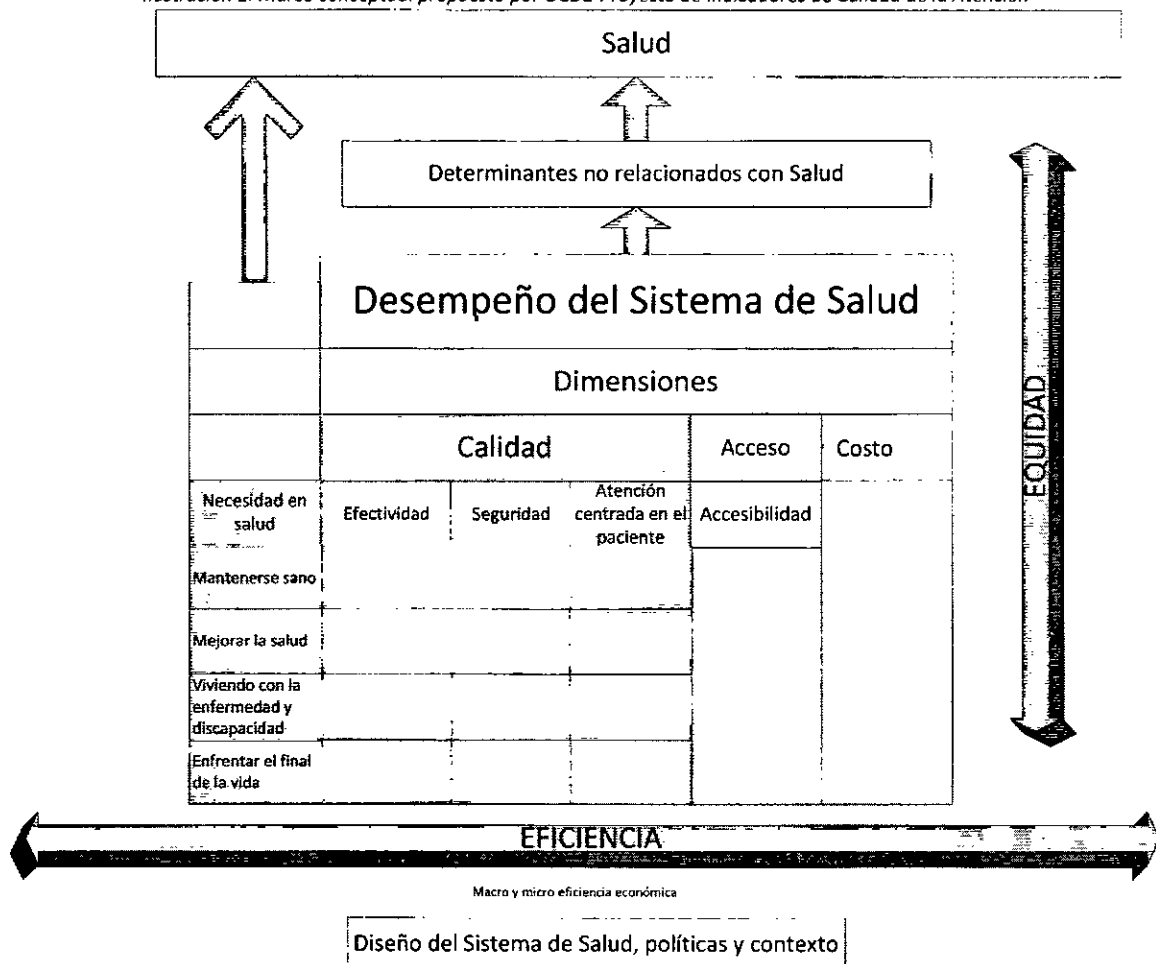 Salud
Determinantes no relacionados con Salud
Desempeño del Sistema de Salud
Dimensiones
Calidad
Acceso
Costo
Necesidad en
salud
Efectividad
Seguridad
Atención
centrada en el
paciente
Accesibilidad
Mantenerse sano
Mejorar la salud
Viviendo con la
enfermedad y
discapacidad
Enfrentar el final
de la vida
EQUIDAD
EFICIENCIA
Macro y micro eficiencia económica
Diseño del Sistema de Salud, políticas y contexto